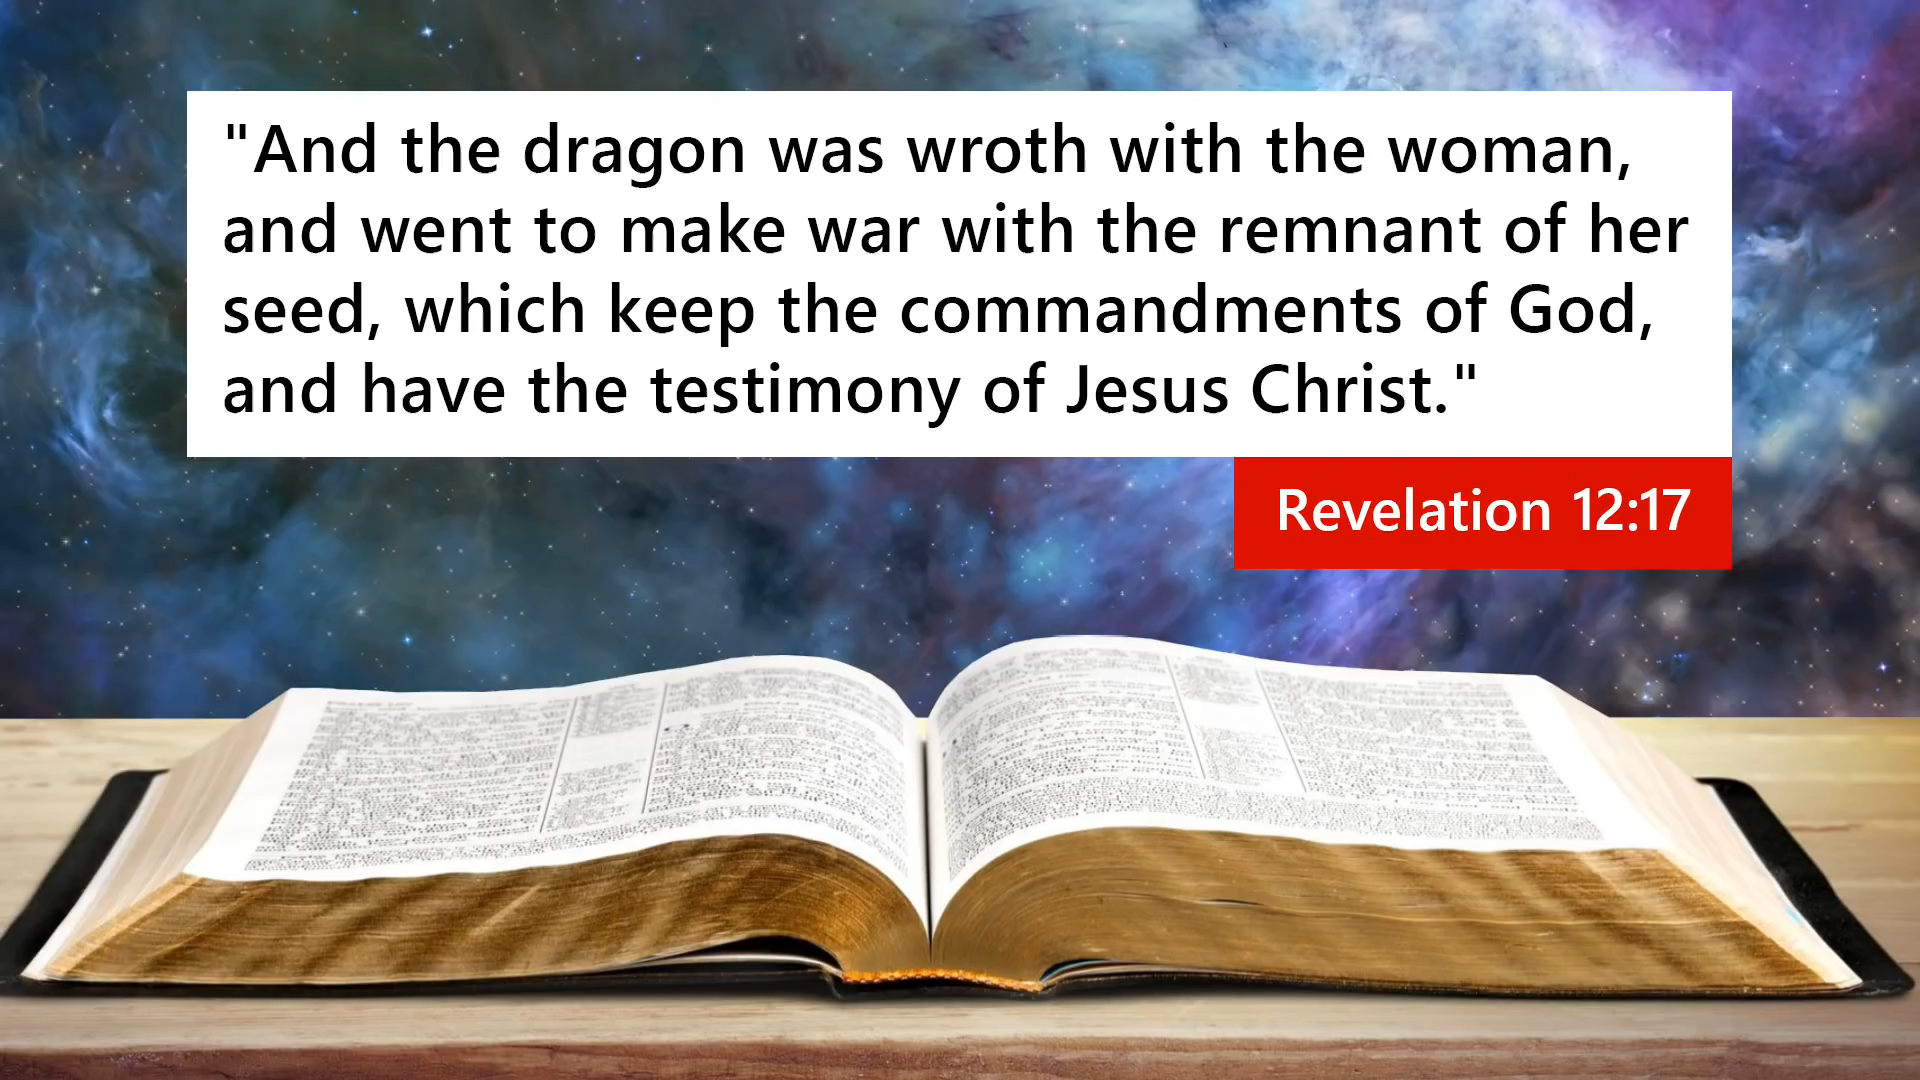 "And the dragon was wroth with the woman,
and went to make war with the remnant of her
seed, which keep the commandments of God,
and have the testimony of Jesus Christ."
Revelation 12:17